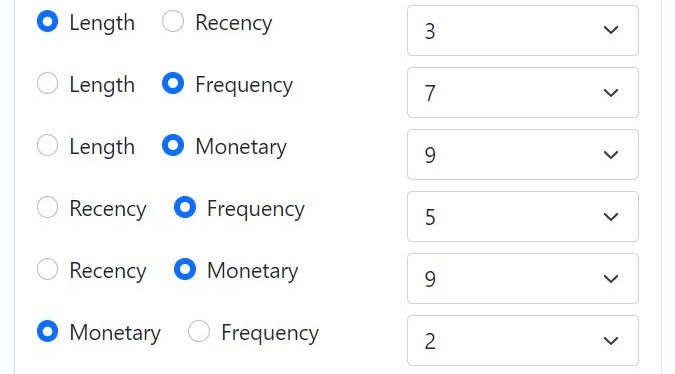 Length Recency 3
Length Frequency 7
Length Monetary 9
Recency Frequency 5
Recency Monetary 9
Monetary Frequency 2